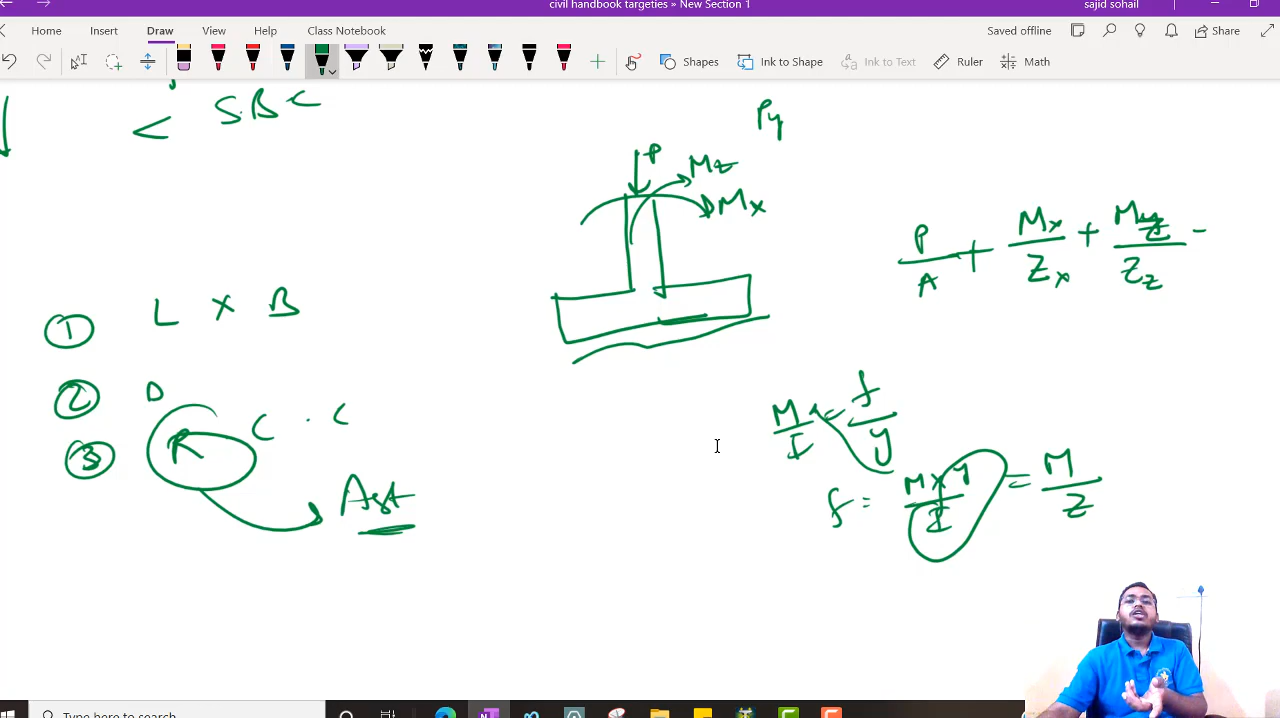 civil handbook targeties » New Section 1
sajid sohail
Home Insert Draw View Help Class Notebook
Saved offline
Share
Shapes
Ink to Shape
Ink to Text
Ruler
Math
< S.B.C
Py
P
Mz
Mx
P/A + Mx/Zx + Mz/Zz -
① L x B
② D
③ R C . C
Ast
M/I = f/y
f = Mxy/I = M/Z
Type here to search